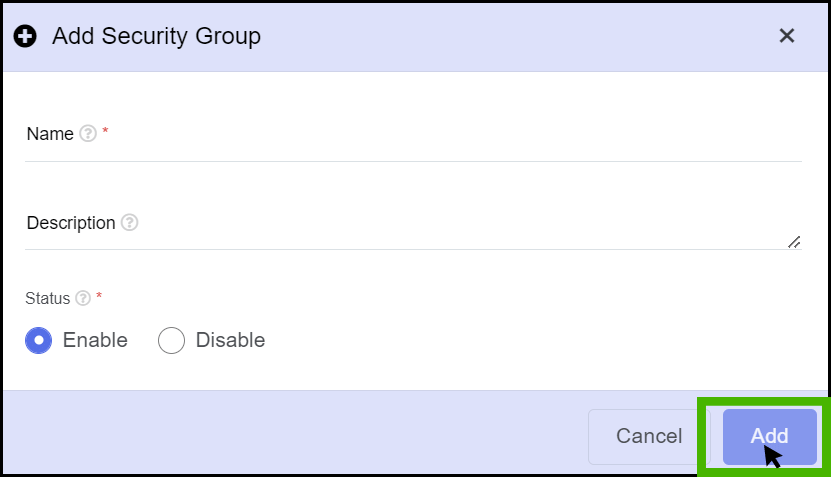 Add Security Group
Name ? *
Description ?
Status ? *
Enable Disable
Cancel Add